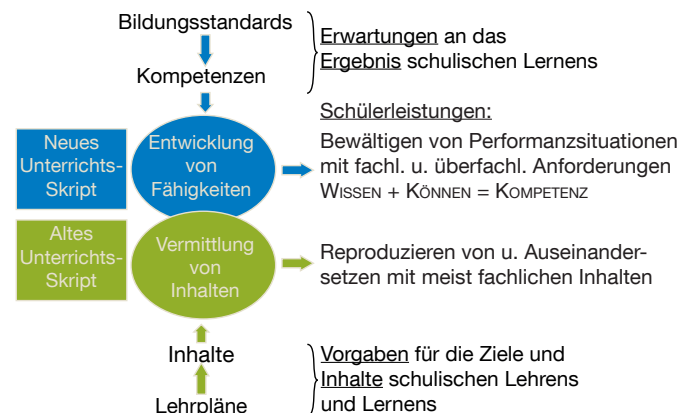 Bildungsstandards
Kompetenzen
Erwartungen an das
Ergebnis schulischen Lernens
Neues
Unterrichts-
Skript
Entwicklung
von
Fähigkeiten
Schülerleistungen:
Bewältigen von Performanzsituationen
mit fachl. u. überfachl. Anforderungen
WISSEN + KÖNNEN = KOMPETENZ
Altes
Unterrichts-
Skript
Vermittlung
von
Inhalten
Reproduzieren von u. Auseinander-
setzen mit meist fachlichen Inhalten
Inhalte
Lehrpläne
Vorgaben für die Ziele und
Inhalte schulischen Lehrens
und Lernens